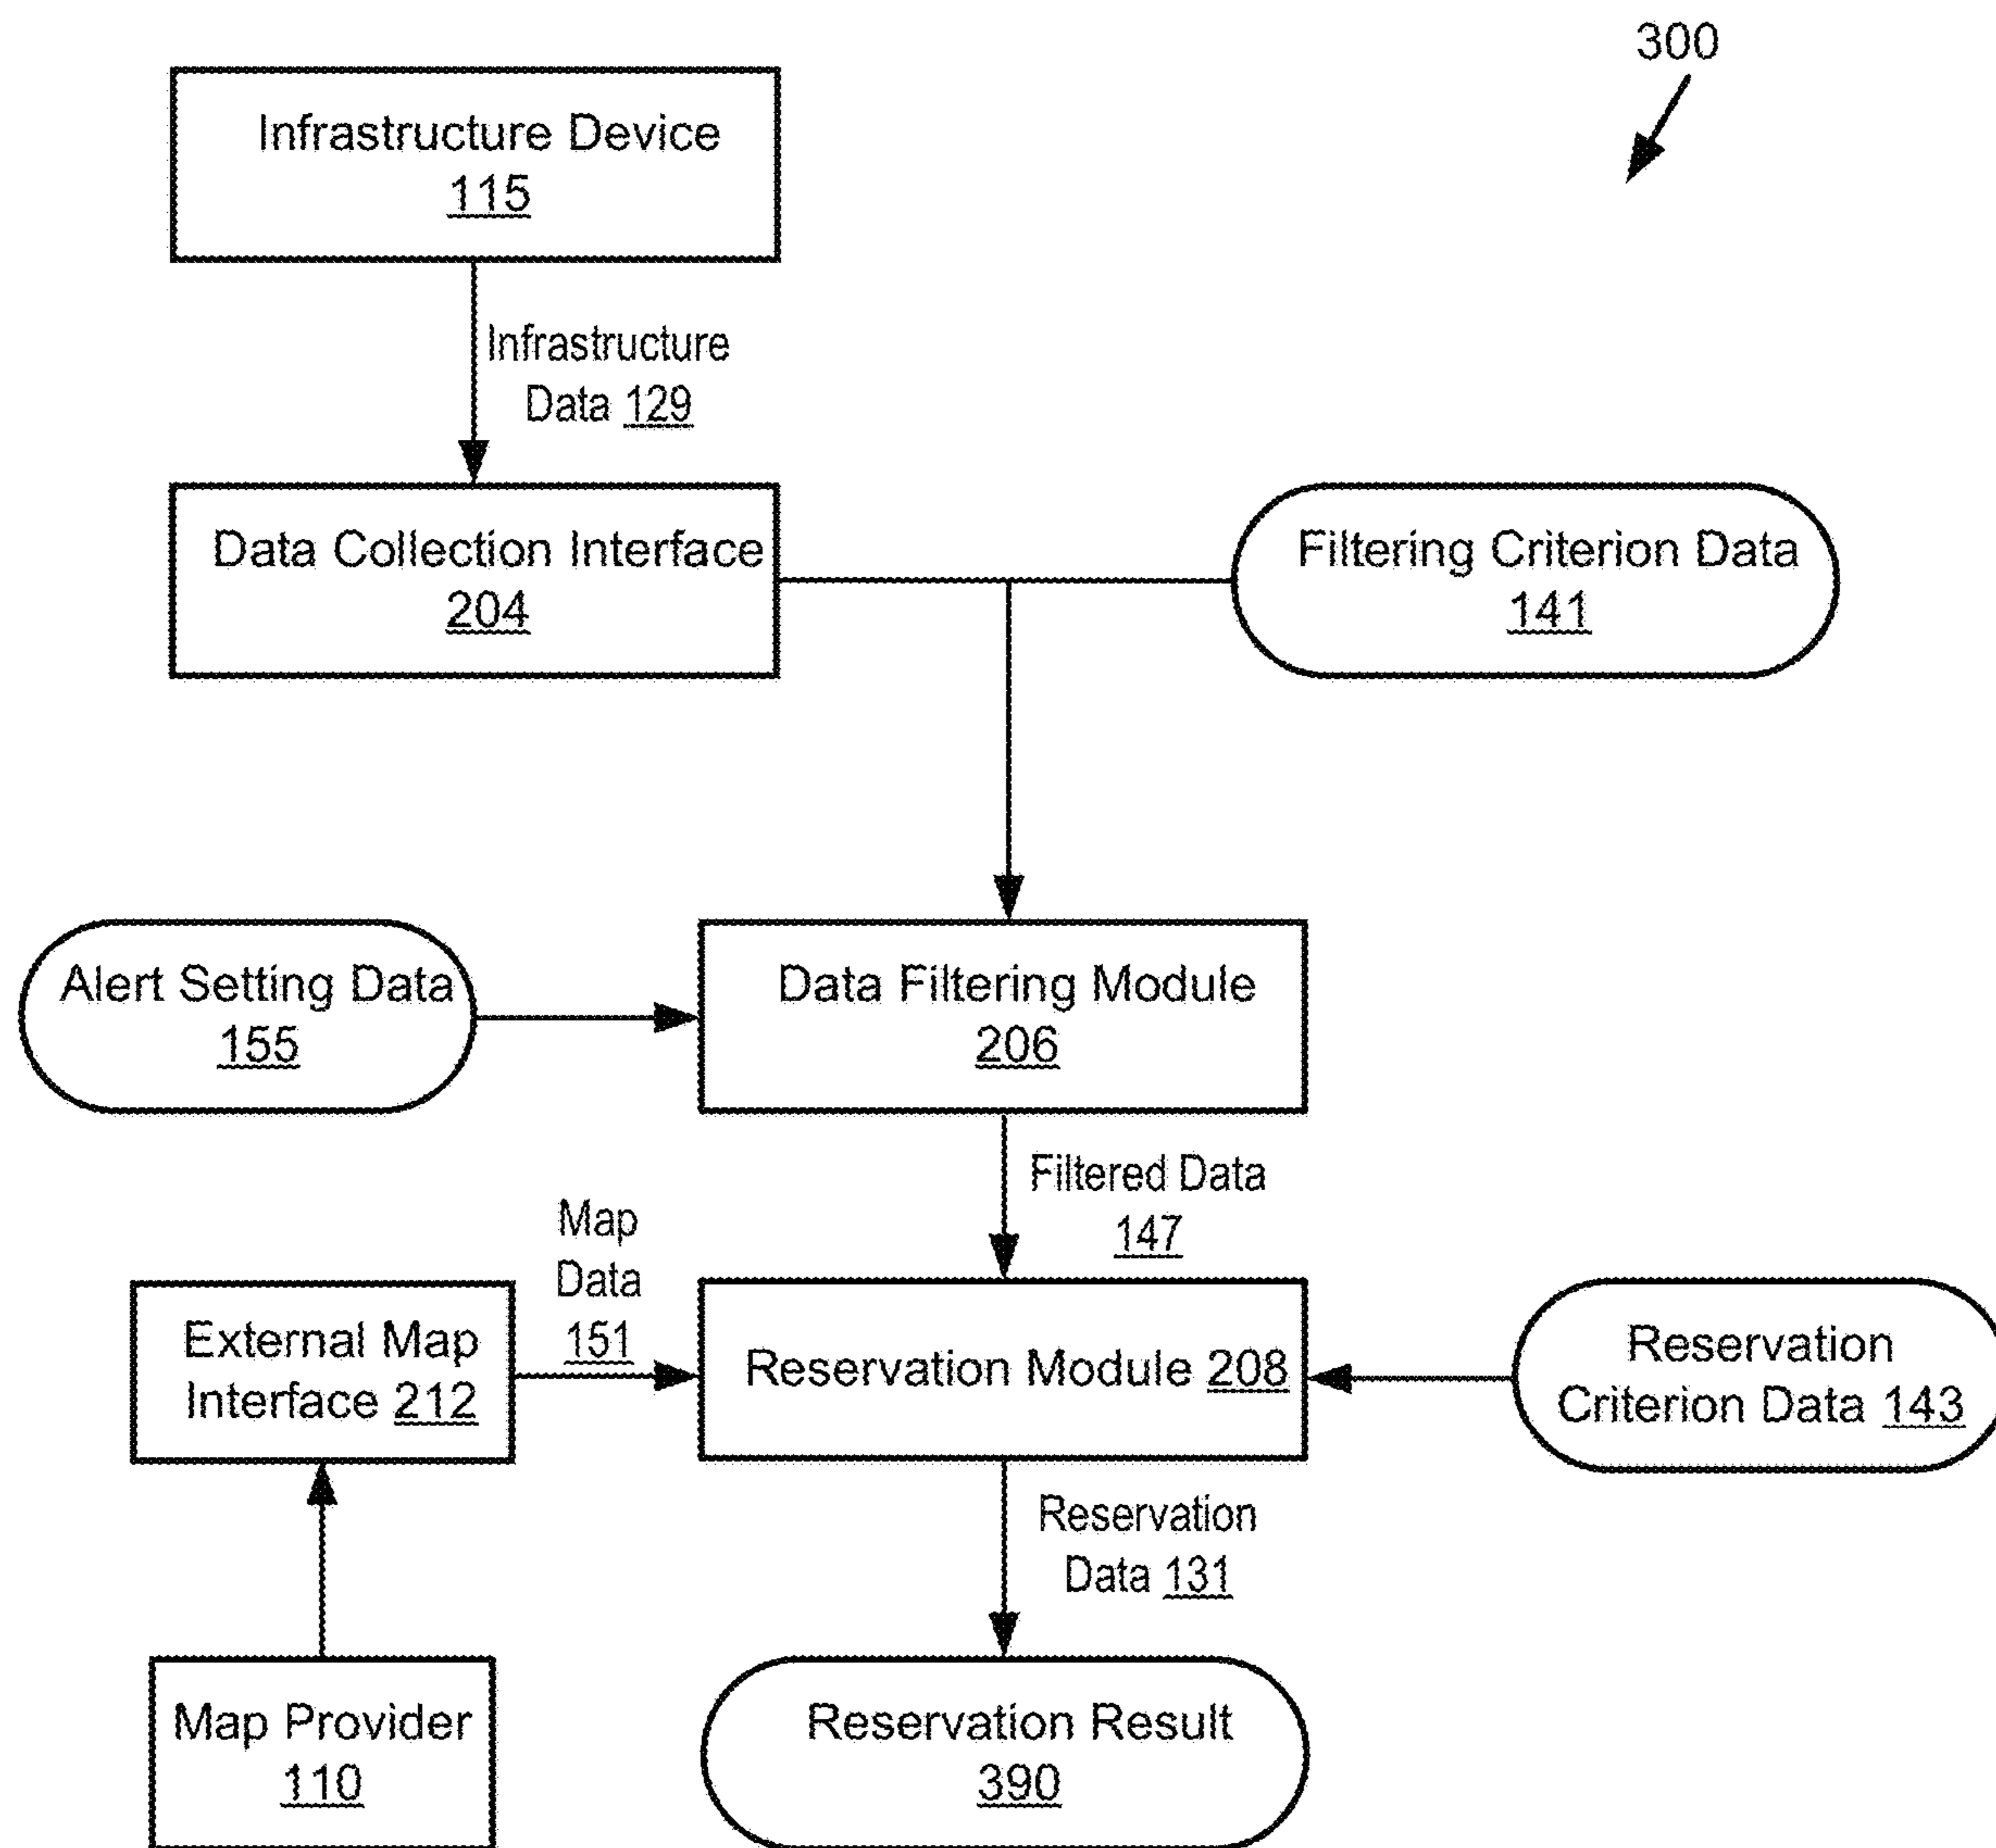 300
Infrastructure Device
115
Infrastructure
Data 129
Data Collection Interface
204
Filtering Criterion Data
141
Alert Setting Data
155
Data Filtering Module
206
Filtered Data
147
Map
Data
151
External Map
Interface 212
Reservation Module 208
Reservation
Criterion Data 143
Reservation
Data 131
Map Provider
110
Reservation Result
390